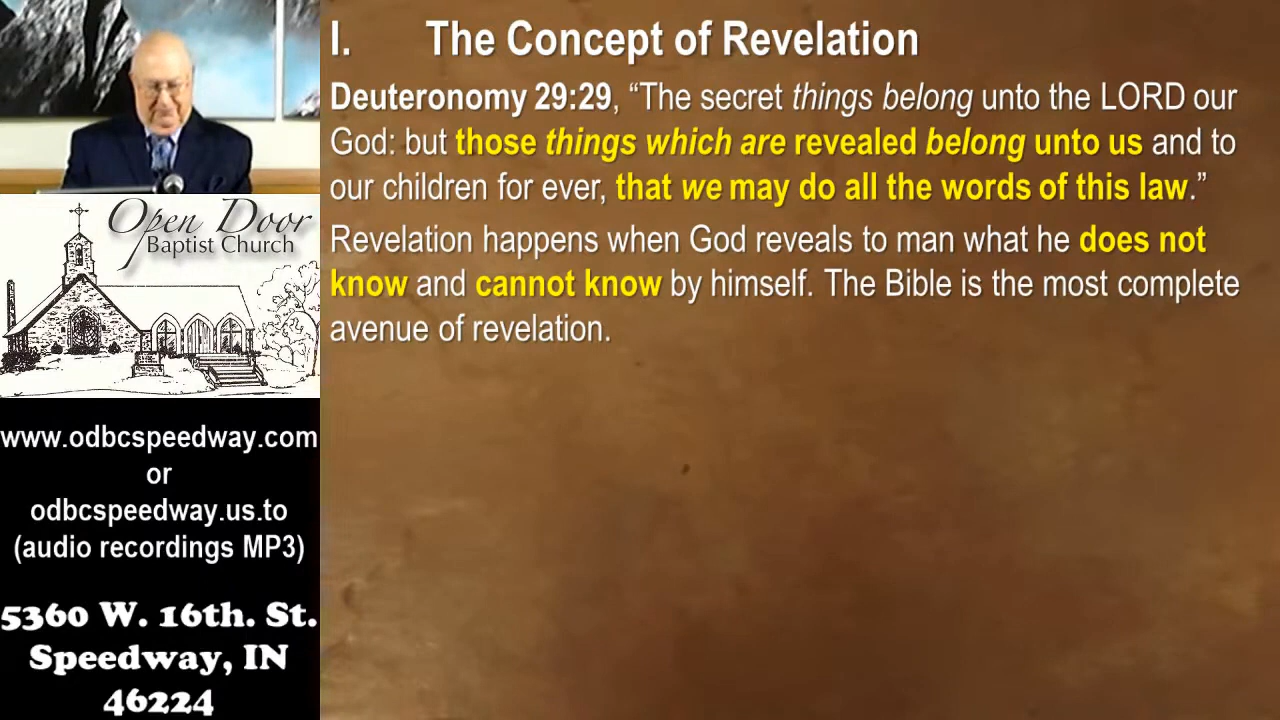 I. The Concept of Revelation
Deuteronomy 29:29, “The secret things belong unto the LORD our
God: but those things which are revealed belong unto us and to
our children for ever, that we may do all the words of this law.”
Revelation happens when God reveals to man what he does not
know and cannot know by himself. The Bible is the most complete
avenue of revelation.
Open Door
Baptist Church
www.odbcspeedway.com
or
odbcspeedway.us.to
(audio recordings MP3)
5360 W. 16th. St.
Speedway, IN
46224